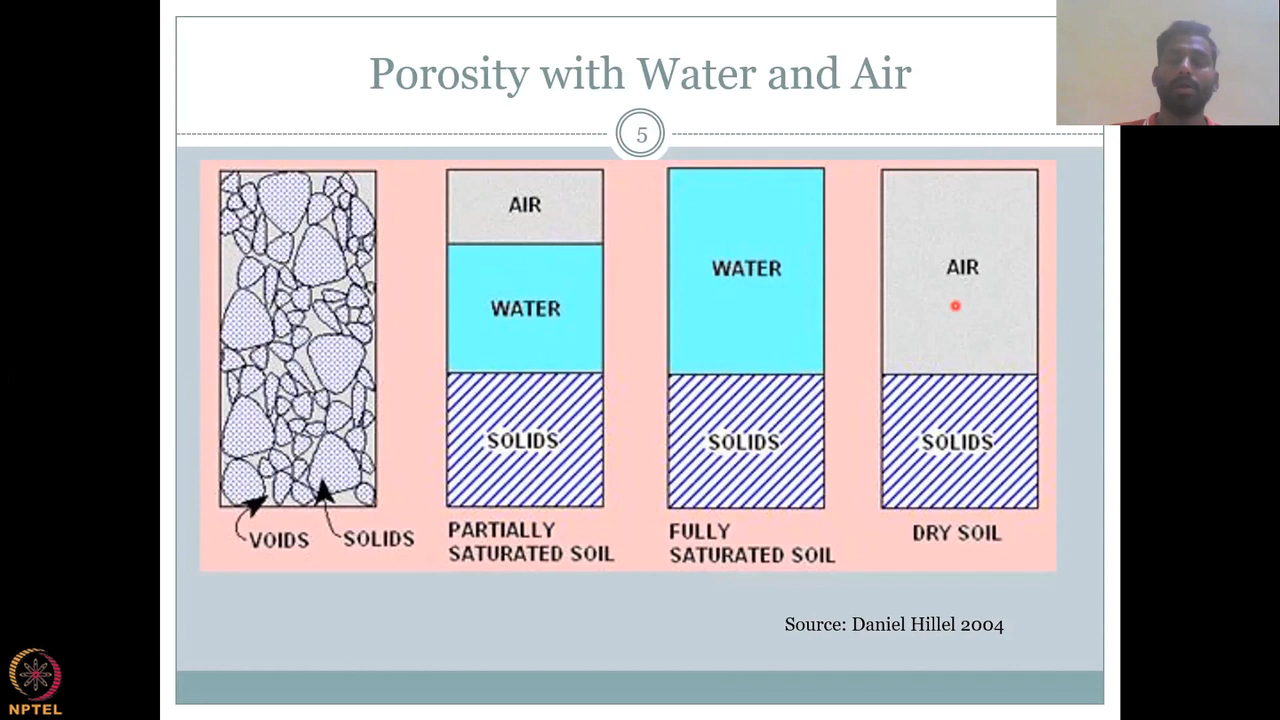 Porosity with Water and Air
5
AIR
WATER
SOLIDS
WATER
SOLIDS
AIR
SOLIDS
VOIDS
SOLIDS
PARTIALLY
SATURATED SOIL
FULLY
SATURATED SOIL
DRY SOIL
Source: Daniel Hillel 2004
NPTEL